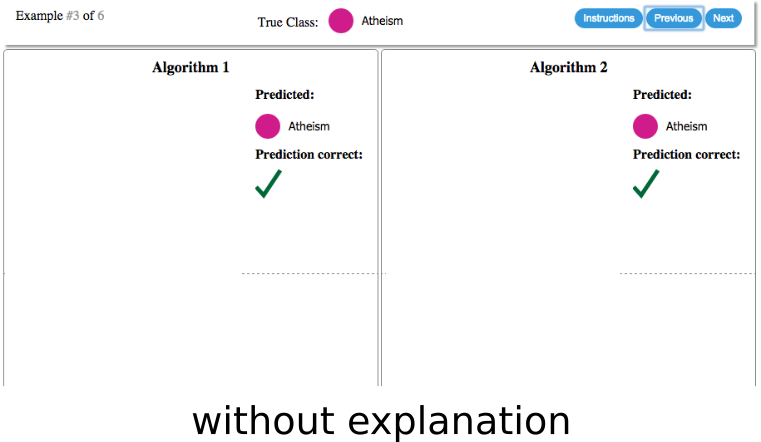 Example #3 of 6
True Class: Atheism
Instructions Previous Next
Algorithm 1
Predicted:
Atheism
Prediction correct:
Algorithm 2
Predicted:
Atheism
Prediction correct:
without explanation